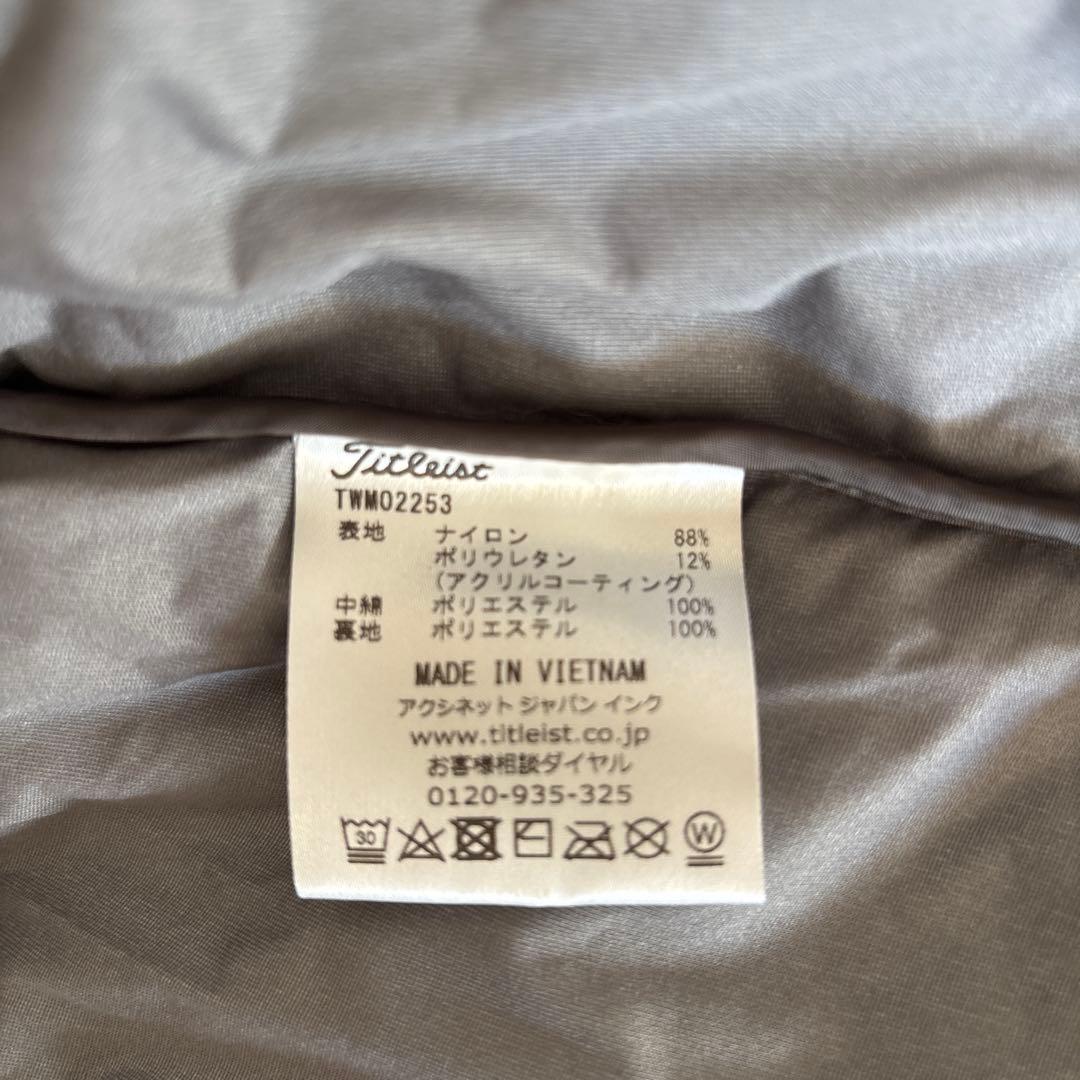 Titleist
TWMO2253
表地 ナイロン 88%
ポリウレタン 12%
(アクリルコーティング)
中綿 ポリエステル 100%
裏地 ポリエステル 100%
MADE IN VIETNAM
アクシネット ジャパン インク
www.titleist.co.jp
お客様相談ダイヤル
0120-935-325
30 W